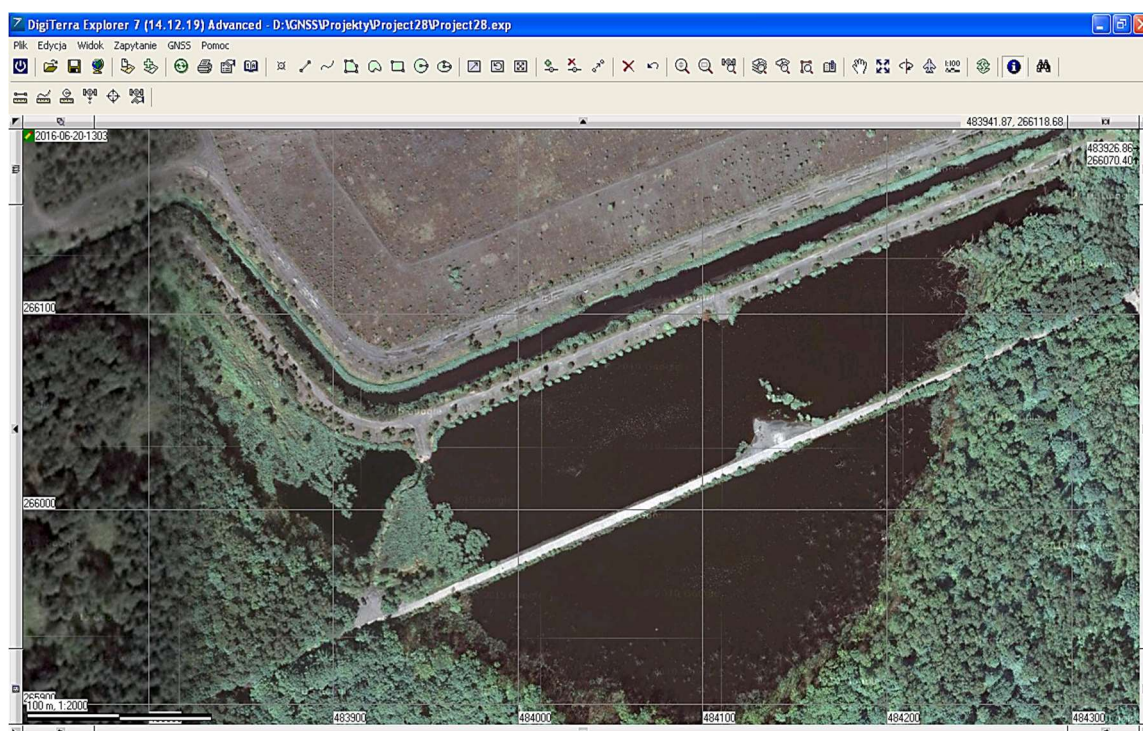 DigiTerra Explorer 7 (14.12.19) Advanced - D:\GNSS\Projekty\Project28\Project28.exp
Plik Edycja Widok Zapytanie GNSS Pomoc
1:100
483941.87, 266118.68
2016-06-20-1303
483926.86
266070.40
266100
266000
265900
100 m, 1:2000
483900 484000 484100 484200 484300